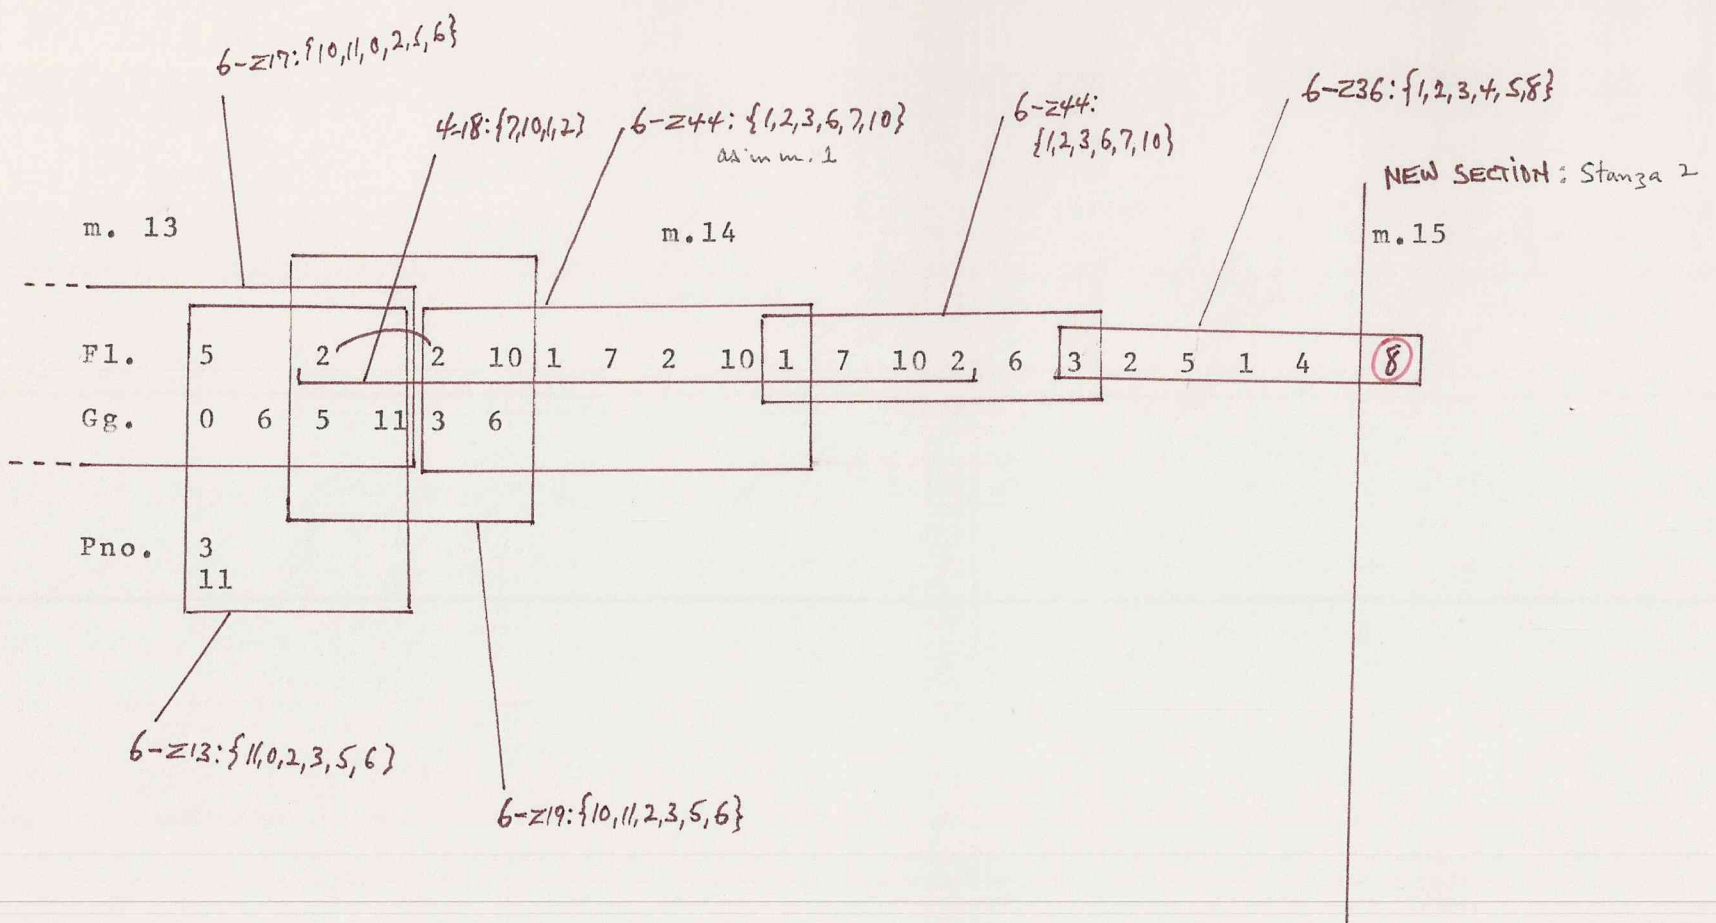 6-Z17: {10,11,0,2,5,6}
4-18: {7,10,1,2}
6-Z44: {1,2,3,6,7,10}
as in m. 1
6-Z44:
{1,2,3,6,7,10}
6-Z36: {1,2,3,4,5,8}
NEW SECTION: Stanza 2
m. 13 m.14 m.15
Fl. 5 2 2 10 1 7 2 10 1 7 10 2 6 3 2 5 1 4 8
Gg. 0 6 5 11 3 6
Pno. 3
11
6-Z13: {11,0,2,3,5,6}
6-Z19: {10,11,2,3,5,6}